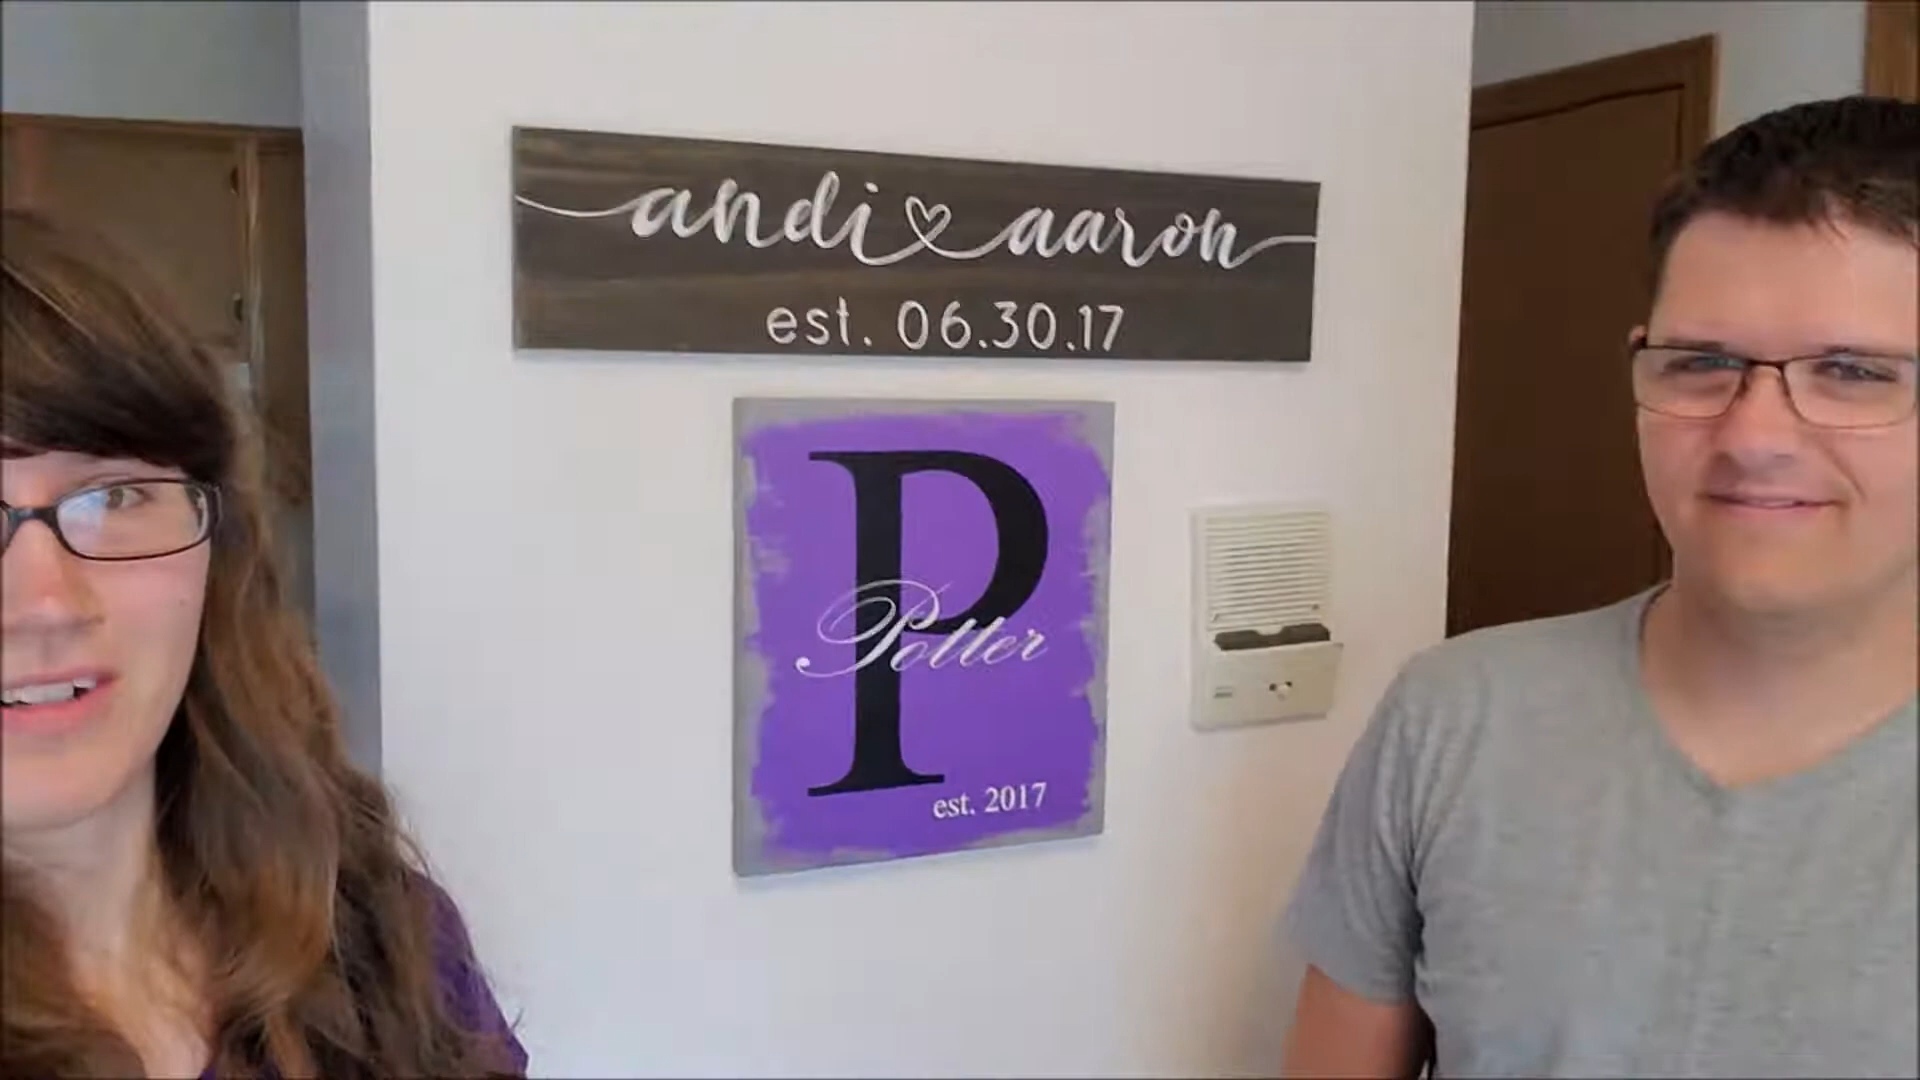 andi aaron
est. 06.30.17
P
Potter
est. 2017